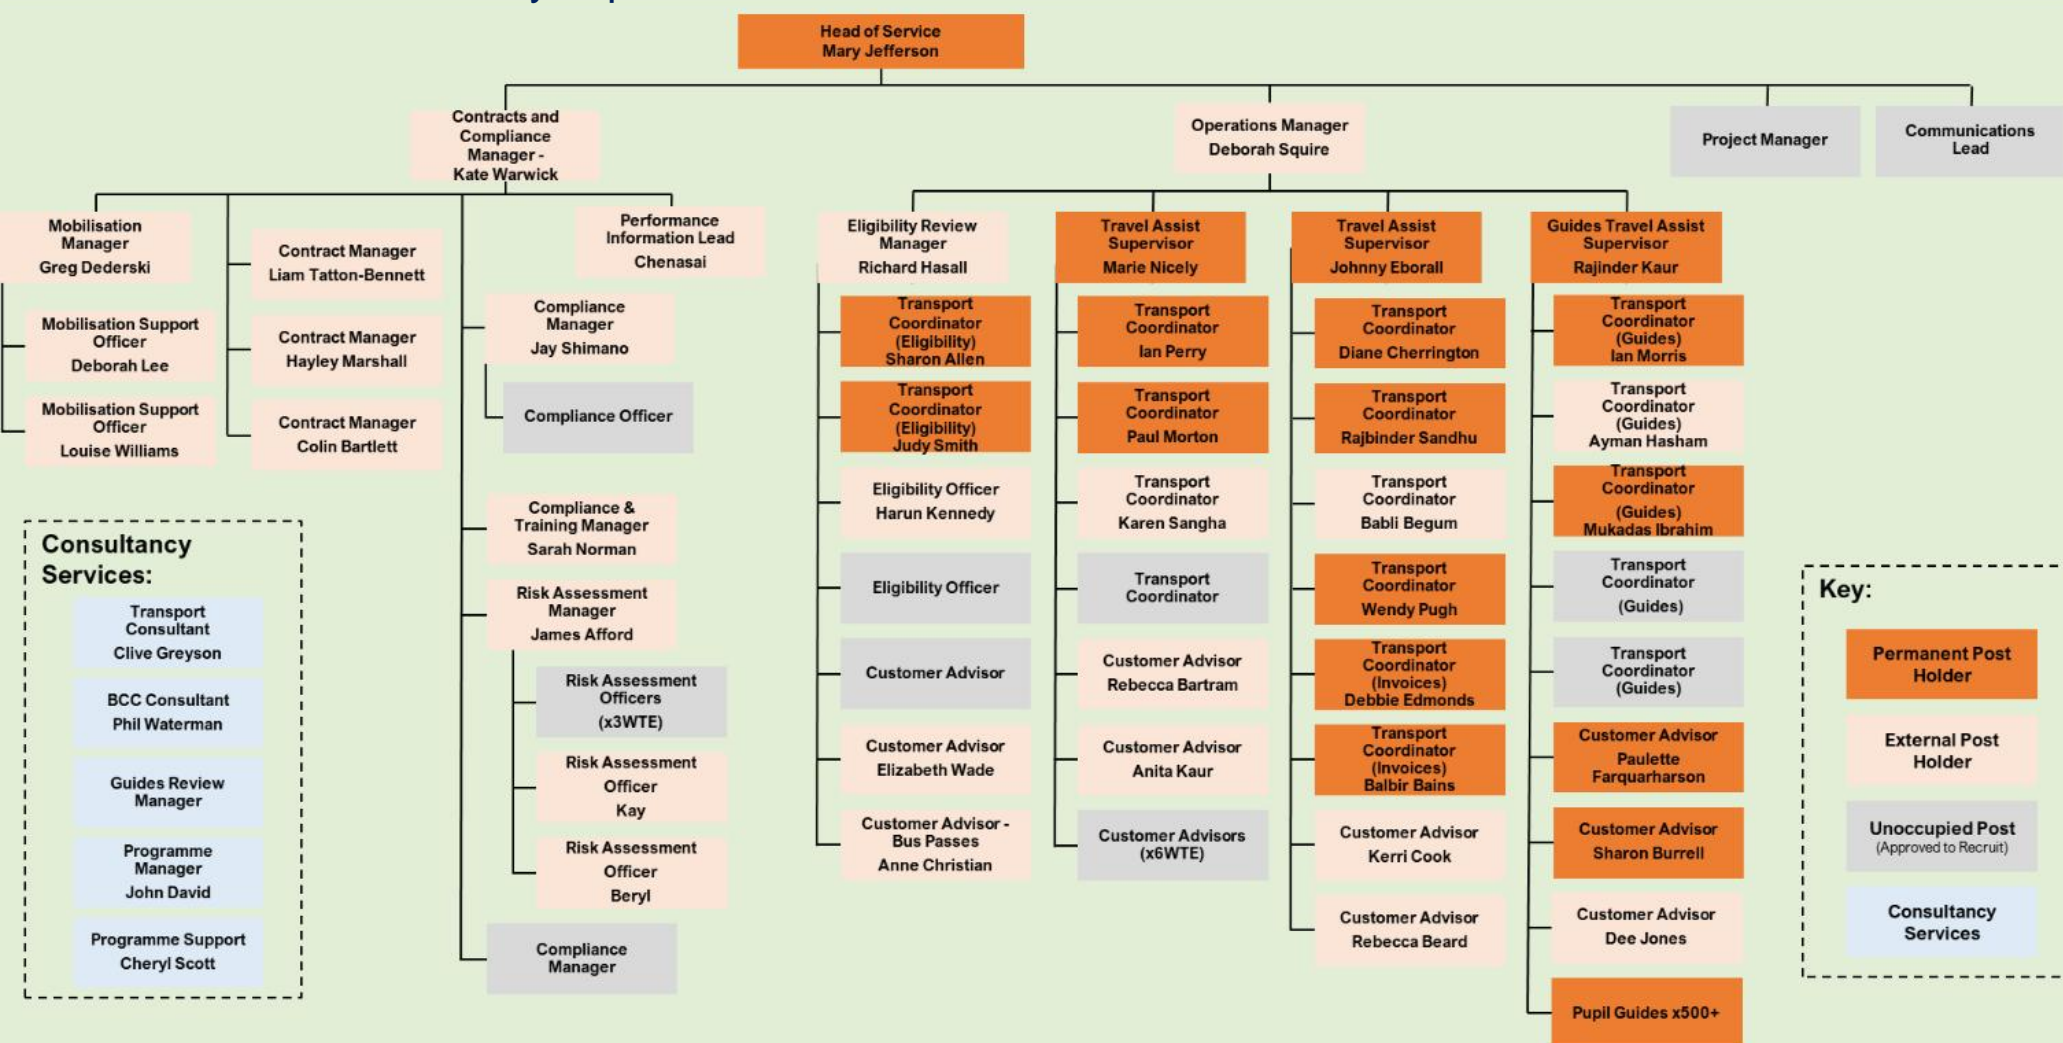 Head of Service
Mary Jefferson
Contracts and
Compliance
Manager -
Kate Warwick
Operations Manager
Deborah Squire
Project Manager
Communications
Lead
Mobilisation
Manager
Greg Dederski
Mobilisation Support
Officer
Deborah Lee
Mobilisation Support
Officer
Louise Williams
Contract Manager
Liam Tatton-Bennett
Contract Manager
Hayley Marshall
Contract Manager
Colin Bartlett
Performance
Information Lead
Chenasai
Compliance
Manager
Jay Shimano
Compliance Officer
Compliance &
Training Manager
Sarah Norman
Risk Assessment
Manager
James Afford
Risk Assessment
Officers
(x3WTE)
Risk Assessment
Officer
Kay
Risk Assessment
Officer
Beryl
Compliance
Manager
Eligibility Review
Manager
Richard Hasall
Transport
Coordinator
(Eligibility)
Sharon Allen
Transport
Coordinator
(Eligibility)
Judy Smith
Eligibility Officer
Harun Kennedy
Eligibility Officer
Customer Advisor
Customer Advisor
Elizabeth Wade
Customer Advisor -
Bus Passes
Anne Christian
Travel Assist
Supervisor
Marie Nicely
Transport
Coordinator
Ian Perry
Transport
Coordinator
Paul Morton
Transport
Coordinator
Karen Sangha
Transport
Coordinator
Customer Advisor
Rebecca Bartram
Customer Advisor
Anita Kaur
Customer Advisors
(x6WTE)
Travel Assist
Supervisor
Johnny Eborall
Transport
Coordinator
Diane Cherrington
Transport
Coordinator
Rajbinder Sandhu
Transport
Coordinator
Babli Begum
Transport
Coordinator
Wendy Pugh
Transport
Coordinator
(Invoices)
Debbie Edmonds
Transport
Coordinator
(Invoices)
Balbir Bains
Customer Advisor
Kerri Cook
Customer Advisor
Rebecca Beard
Guides Travel Assist
Supervisor
Rajinder Kaur
Transport
Coordinator
(Guides)
Ian Morris
Transport
Coordinator
(Guides)
Ayman Hasham
Transport
Coordinator
(Guides)
Mukadas Ibrahim
Transport
Coordinator
(Guides)
Transport
Coordinator
(Guides)
Customer Advisor
Paulette
Farquarharson
Customer Advisor
Sharon Burrell
Customer Advisor
Dee Jones
Pupil Guides x500+
Consultancy
Services:
Transport
Consultant
Clive Greyson
BCC Consultant
Phil Waterman
Guides Review
Manager
Programme
Manager
John David
Programme Support
Cheryl Scott
Key:
Permanent Post
Holder
External Post
Holder
Unoccupied Post
(Approved to Recruit)
Consultancy
Services